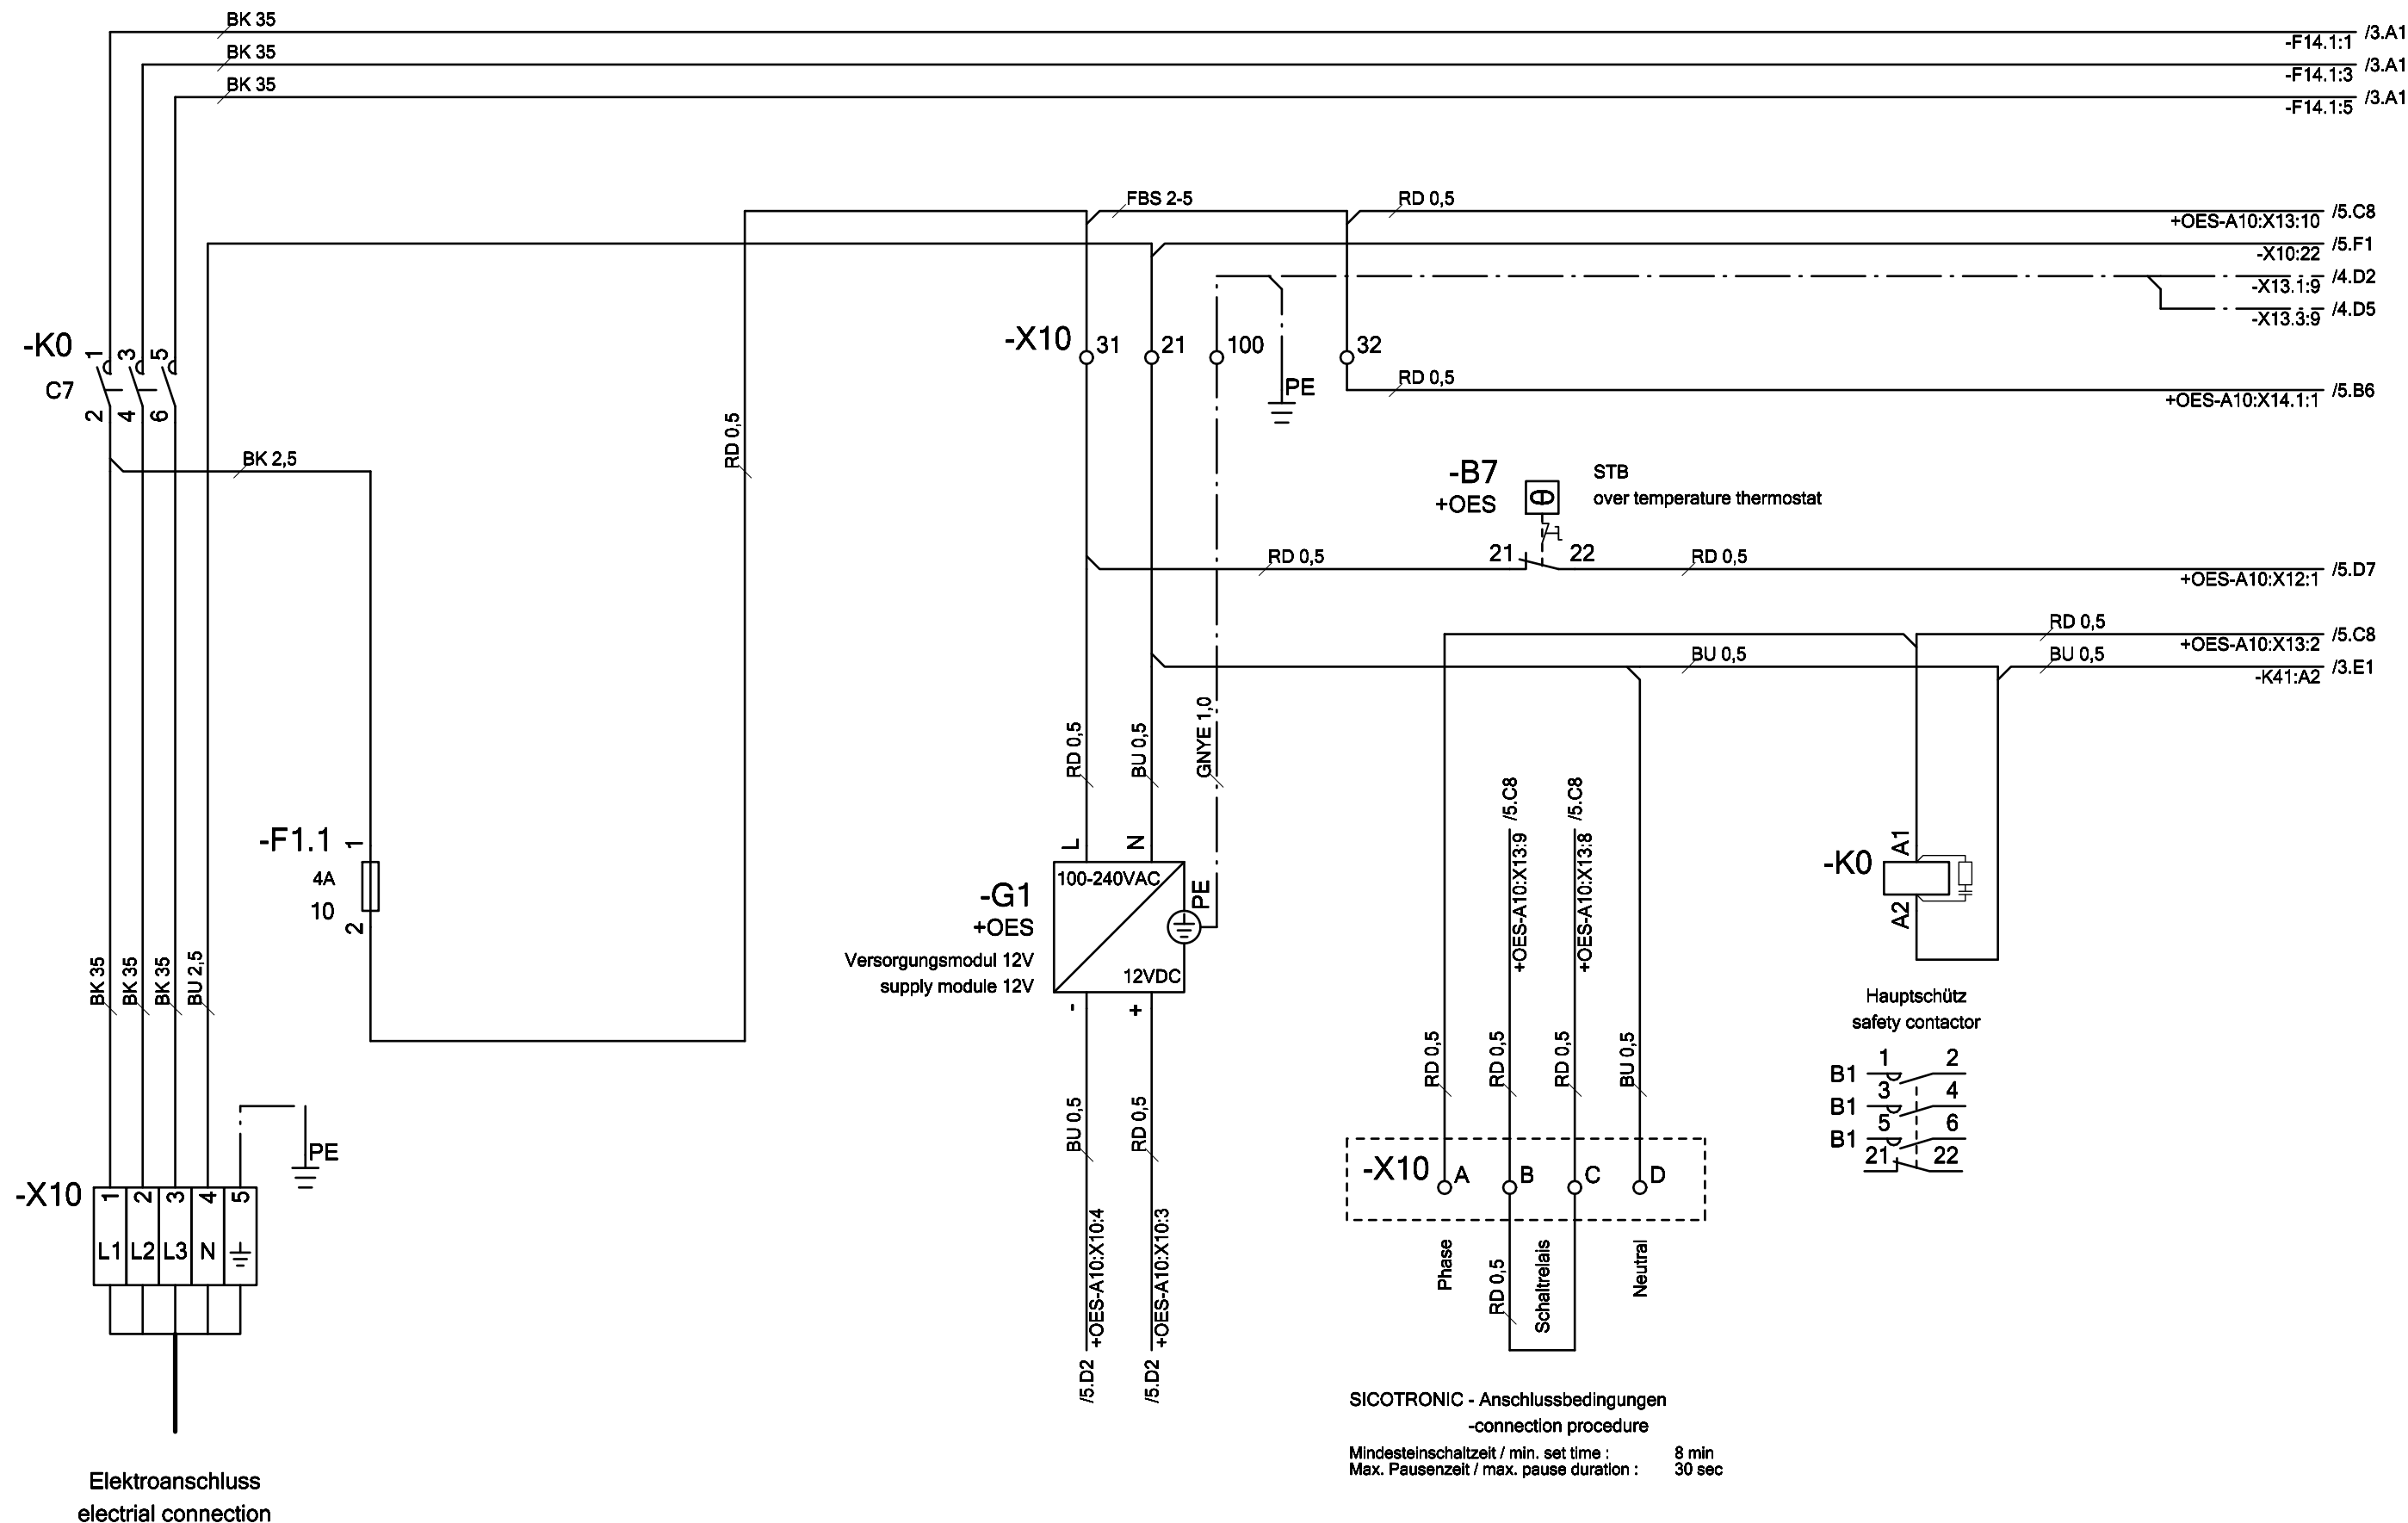 BK 35
/3.A1
-F14.1:1
BK 35
/3.A1
-F14.1:3
BK 35
/3.A1
-F14.1:5
FBS 2-5
RD 0,5
/5.C8
+OES-A10:X13:10
/5.F1
-X10:22
/4.D2
-X13.1:9
/4.D5
-X13.3:9
-K0
1
3
5
C7
2
4
6
-X10
31
21
100
32
PE
RD 0,5
/5.B6
+OES-A10:X14.1:1
BK 2,5
RD 0,5
-B7
+OES
STB
over temperature thermostat
RD 0,5
21
22
RD 0,5
/5.D7
+OES-A10:X12:1
RD 0,5
/5.C8
+OES-A10:X13:2
BU 0,5
BU 0,5
/3.E1
-K41:A2
RD 0,5
BU 0,5
GNYE 1,0
-F1.1
1
4A
10
2
L
N
100-240VAC
PE
-G1
+OES
Versorgungsmodul 12V
supply module 12V
12VDC
-
+
/5.C8
+OES-A10:X13:9
/5.C8
+OES-A10:X13:8
-K0
A1
A2
Hauptschütz
safety contactor
B1
1
2
B1
3
4
B1
5
6
21
22
BK 35
BK 35
BK 35
BU 2,5
RD 0,5
RD 0,5
RD 0,5
BU 0,5
BU 0,5
RD 0,5
+OES-A10:X10:4
/5.D2
+OES-A10:X10:3
/5.D2
PE
-X10
1
2
3
4
5
L1
L2
L3
N
-X10
A
B
C
D
Phase
RD 0,5
Schaltrelais
Neutral
SICOTRONIC - Anschlussbedingungen
-connection procedure
Mindesteinschaltzeit / min. set time : 8 min
Max. Pausenzeit / max. pause duration : 30 sec
Elektroanschluss
electrial connection